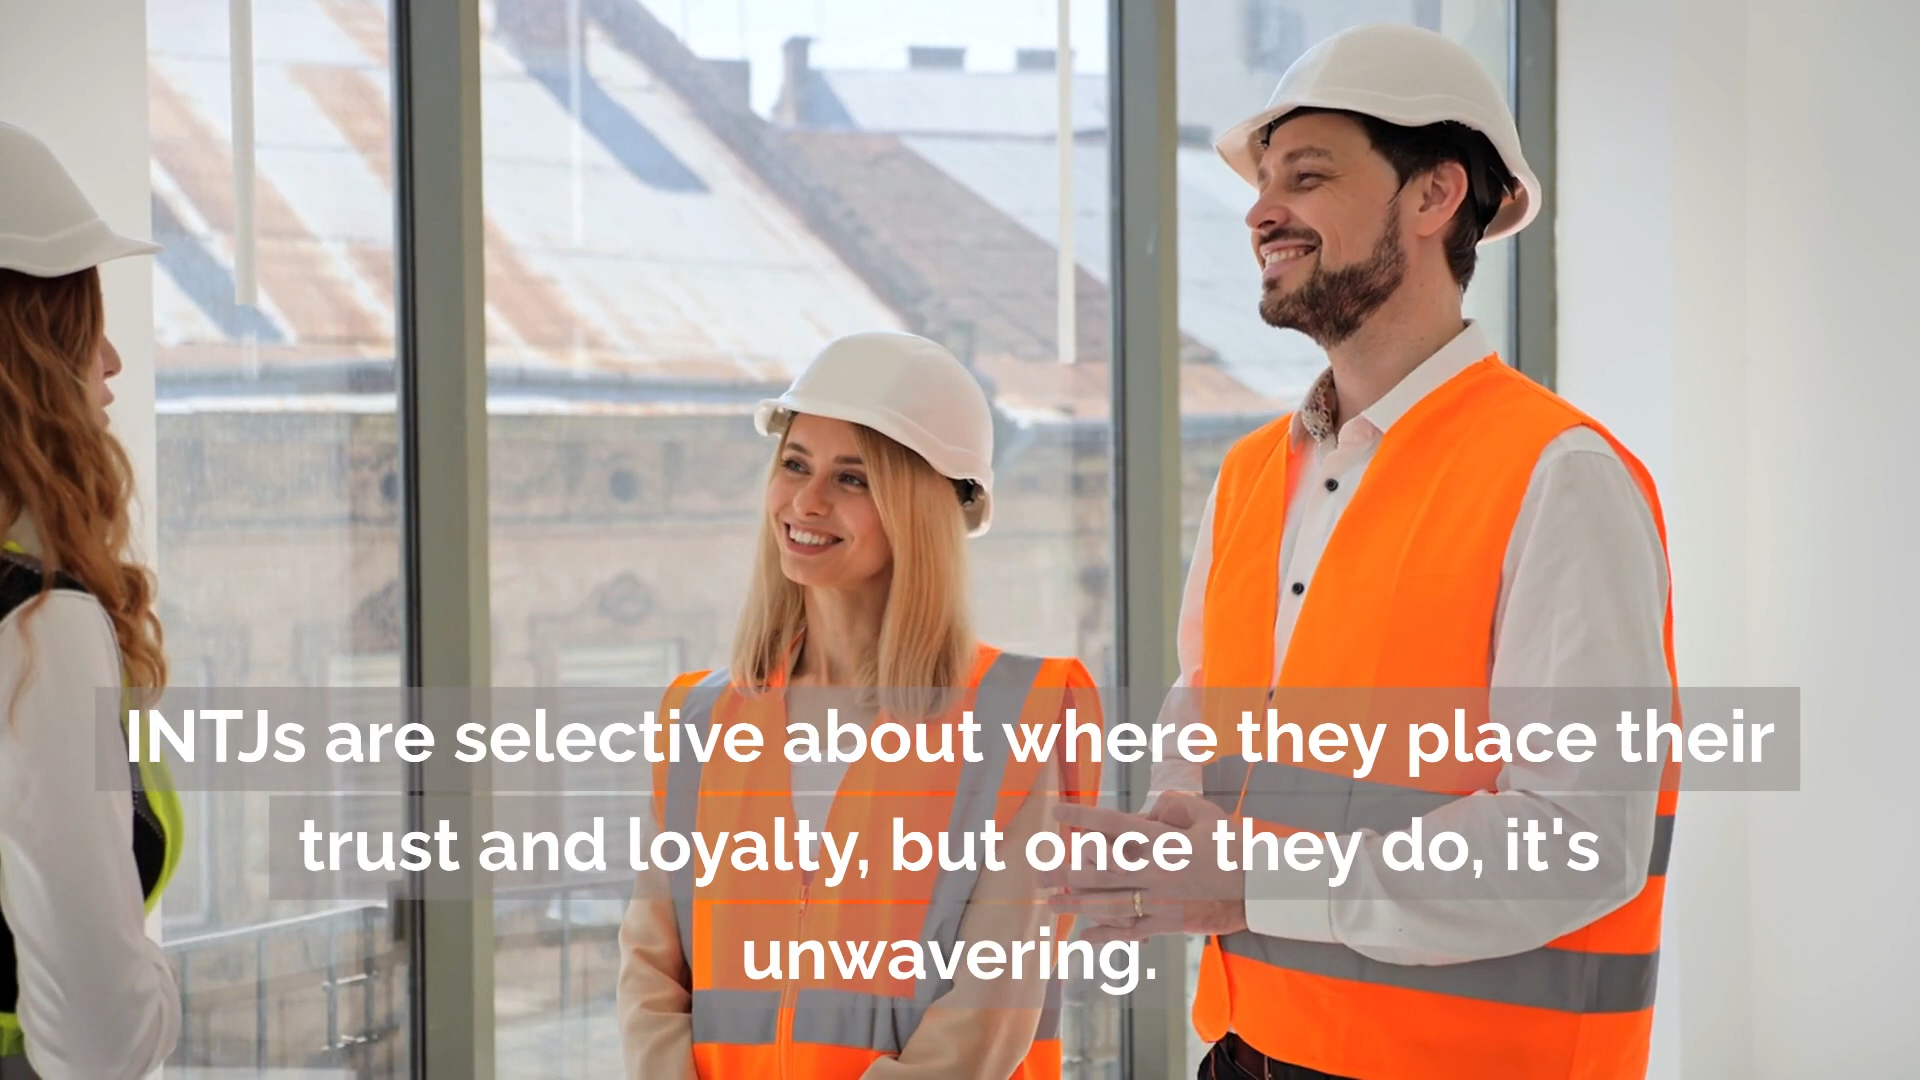 INTJs are selective about where they place their
trust and loyalty, but once they do, it's
unwavering.